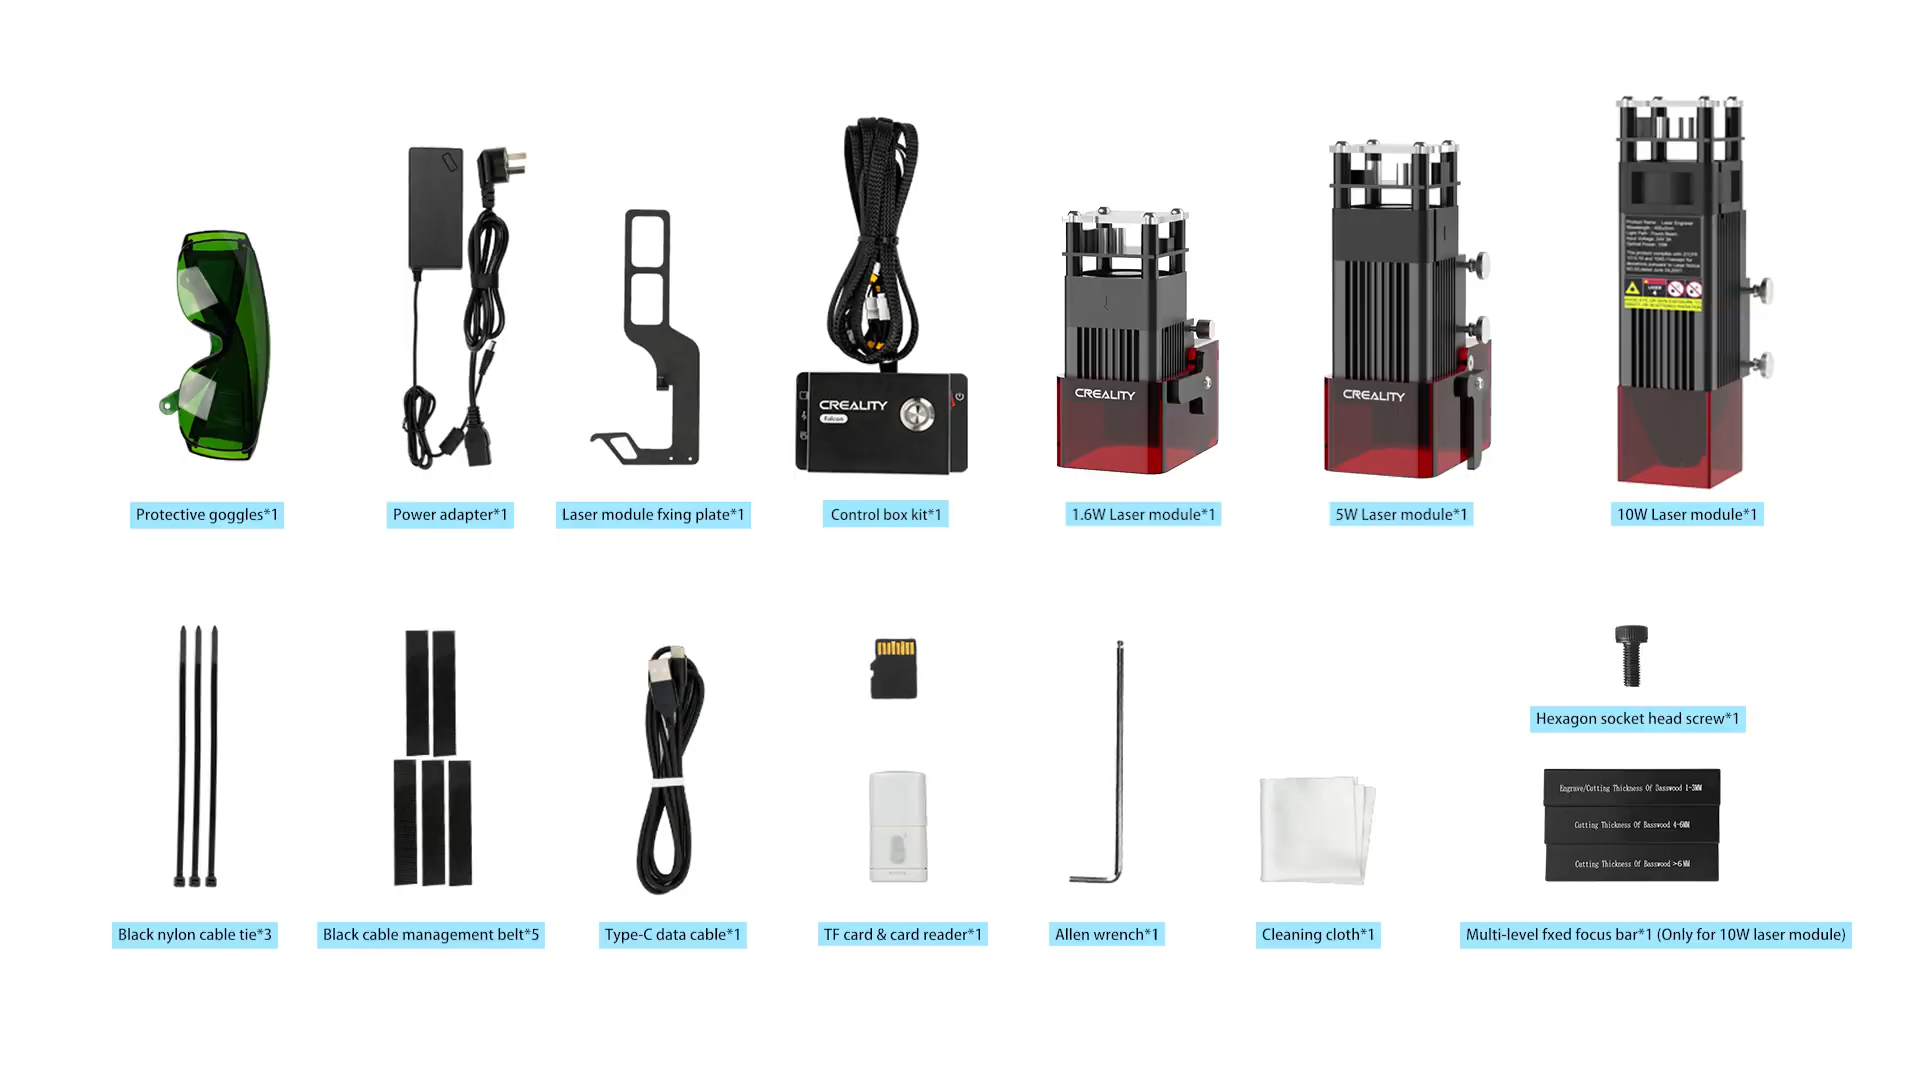 CREALITY
Falcon
CREALITY
CREALITY
Protective goggles*1
Power adapter*1
Laser module fxing plate*1
Control box kit*1
1.6W Laser module*1
5W Laser module*1
10W Laser module*1
Hexagon socket head screw*1
Engrave/Cutting Thickness Of Basswood 1-3MM
Cutting Thickness Of Basswood 4-6MM
Cutting Thickness Of Basswood >6MM
Black nylon cable tie*3
Black cable management belt*5
Type-C data cable*1
TF card & card reader*1
Allen wrench*1
Cleaning cloth*1
Multi-level fxed focus bar*1 (Only for 10W laser module)